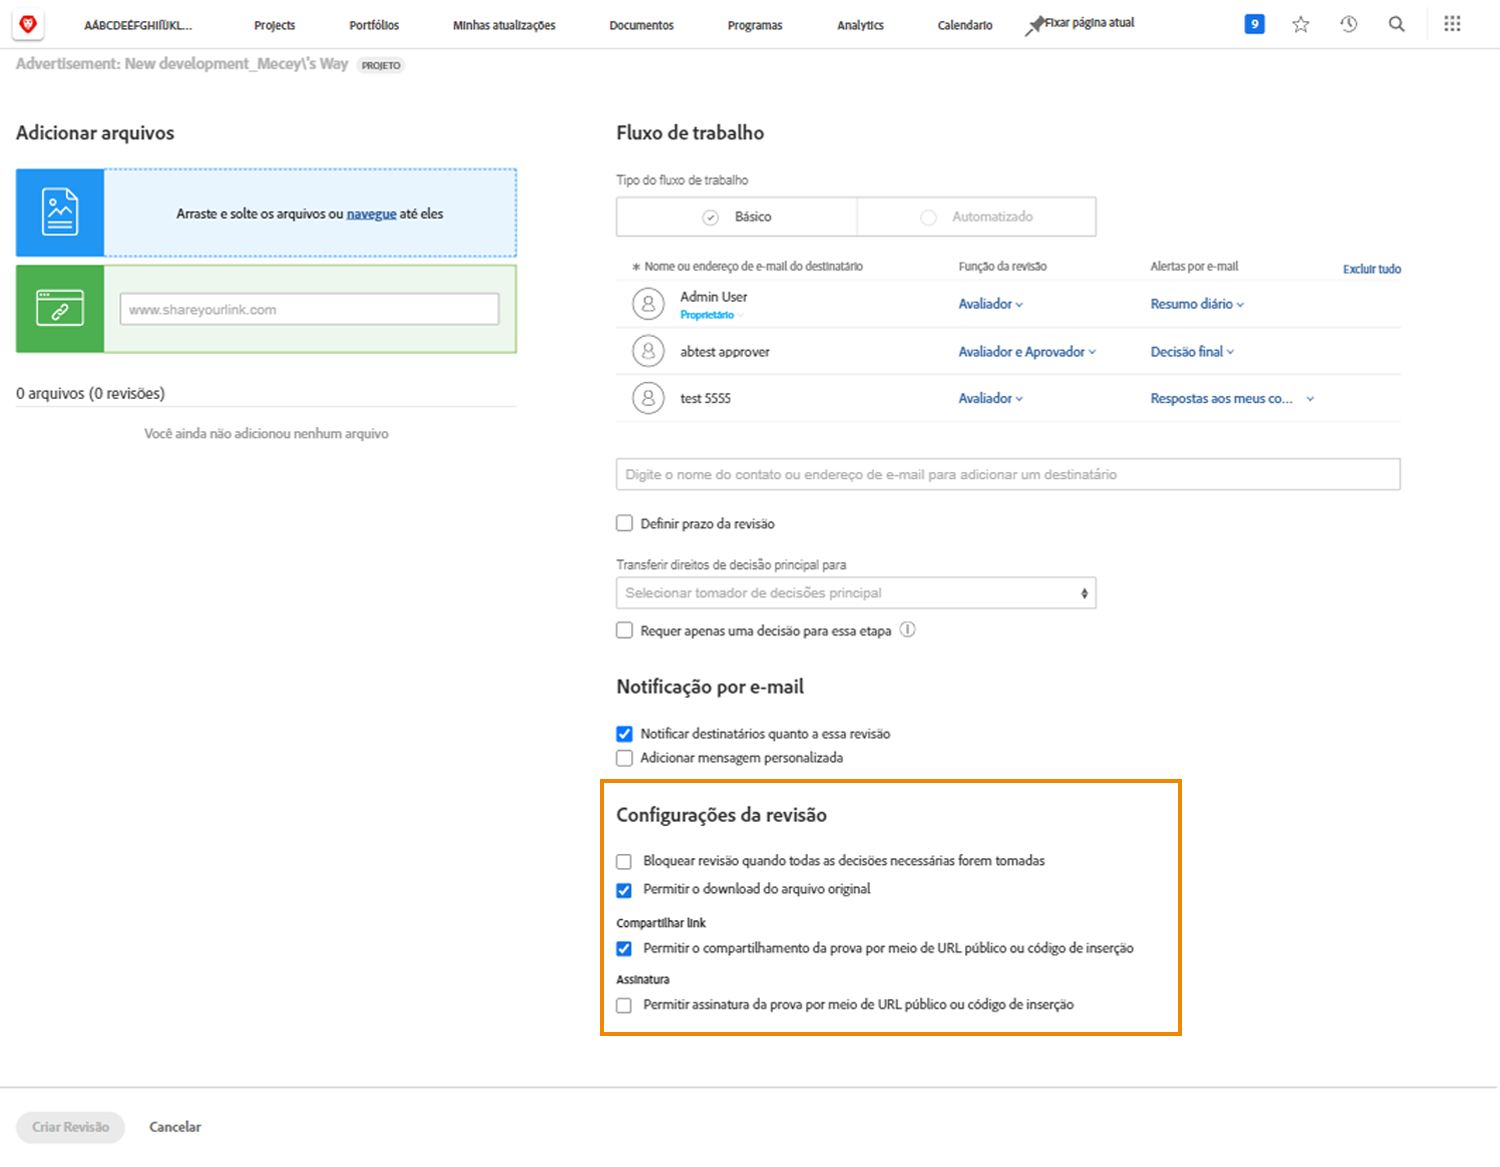 AÁBCDEÉFGHIÍÏJKL...
Projects
Portfólios
Minhas atualizações
Documentos
Programas
Analytics
Calendario
Fixar página atual
9
Advertisement: New development_Mecey\'s Way PROJETO
Adicionar arquivos
Arraste e solte os arquivos ou navegue até eles
www.shareyourlink.com
0 arquivos (0 revisões)
Você ainda não adicionou nenhum arquivo
Fluxo de trabalho
Tipo do fluxo de trabalho
Básico
Automatizado
* Nome ou endereço de e-mail do destinatário Função da revisão Alertas por e-mail Excluir tudo
Admin User
Proprietário
Avaliador
Resumo diário
abtest approver Avaliador e Aprovador Decisão final
test 5555 Avaliador Respostas aos meus co...
Digite o nome do contato ou endereço de e-mail para adicionar um destinatário
Definir prazo da revisão
Transferir direitos de decisão principal para
Selecionar tomador de decisões principal
Requer apenas uma decisão para essa etapa
Notificação por e-mail
Notificar destinatários quanto a essa revisão
Adicionar mensagem personalizada
Configurações da revisão
Bloquear revisão quando todas as decisões necessárias forem tomadas
Permitir o download do arquivo original
Compartilhar link
Permitir o compartilhamento da prova por meio de URL público ou código de inserção
Assinatura
Permitir assinatura da prova por meio de URL público ou código de inserção
Criar Revisão
Cancelar